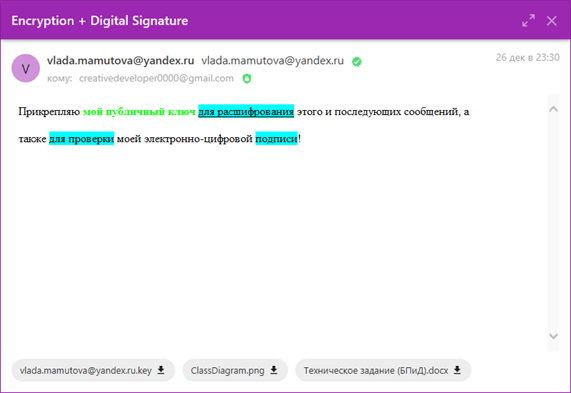 Encryption + Digital Signature
V
vlada.mamutova@yandex.ru vlada.mamutova@yandex.ru
26 дек в 23:30
кому: creativedeveloper0000@gmail.com
Прикрепляю мой публичный ключ для расшифрования этого и последующих сообщений, а
также для проверки моей электронно-цифровой подписи!
vlada.mamutova@yandex.ru.key ClassDiagram.png Техническое задание (БПиД).docx